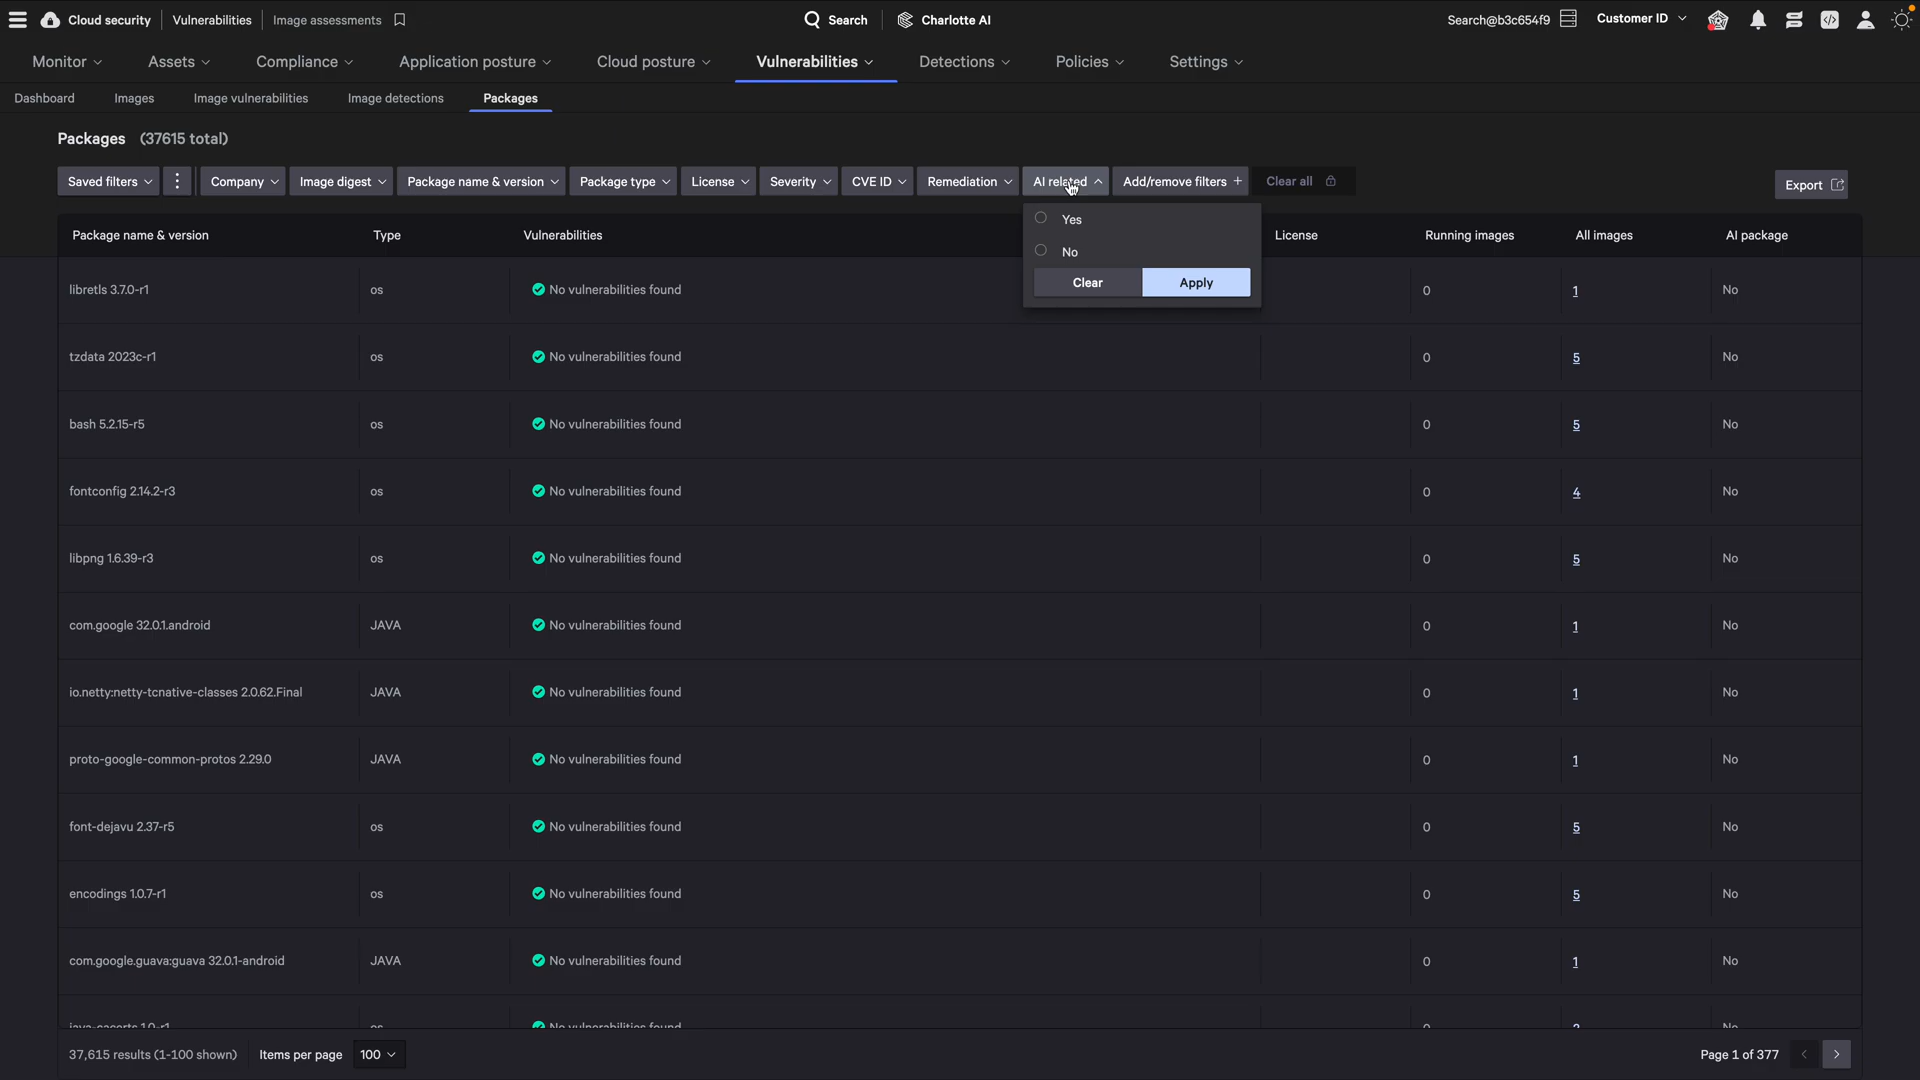 Cloud security Vulnerabilities Image assessments Search Charlotte AI Search@b3c654f9 Customer ID
Monitor Assets Compliance Application posture Cloud posture Vulnerabilities Detections Policies Settings
Dashboard Images Image vulnerabilities Image detections Packages
Packages (37615 total)
Saved filters Company Image digest Package name & version Package type License Severity CVE ID Remediation AI related Add/remove filters + Clear all Export
Yes
No
Clear Apply
Package name & version Type Vulnerabilities License Running images All images AI package
libretls 3.7.0-r1 os No vulnerabilities found 0 1 No
tzdata 2023c-r1 os No vulnerabilities found 0 5 No
bash 5.2.15-r5 os No vulnerabilities found 0 5 No
fontconfig 2.14.2-r3 os No vulnerabilities found 0 4 No
libpng 1.6.39-r3 os No vulnerabilities found 0 5 No
com.google 32.0.1.android JAVA No vulnerabilities found 0 1 No
io.netty:netty-tcnative-classes 2.0.62.Final JAVA No vulnerabilities found 0 1 No
proto-google-common-protos 2.29.0 JAVA No vulnerabilities found 0 1 No
font-dejavu 2.37-r5 os No vulnerabilities found 0 5 No
encodings 1.0.7-r1 os No vulnerabilities found 0 5 No
com.google.guava:guava 32.0.1-android JAVA No vulnerabilities found 0 1 No
java-cacerts 1.0-r1 os No vulnerabilities found 0 No
37,615 results (1-100 shown) Items per page 100 Page 1 of 377